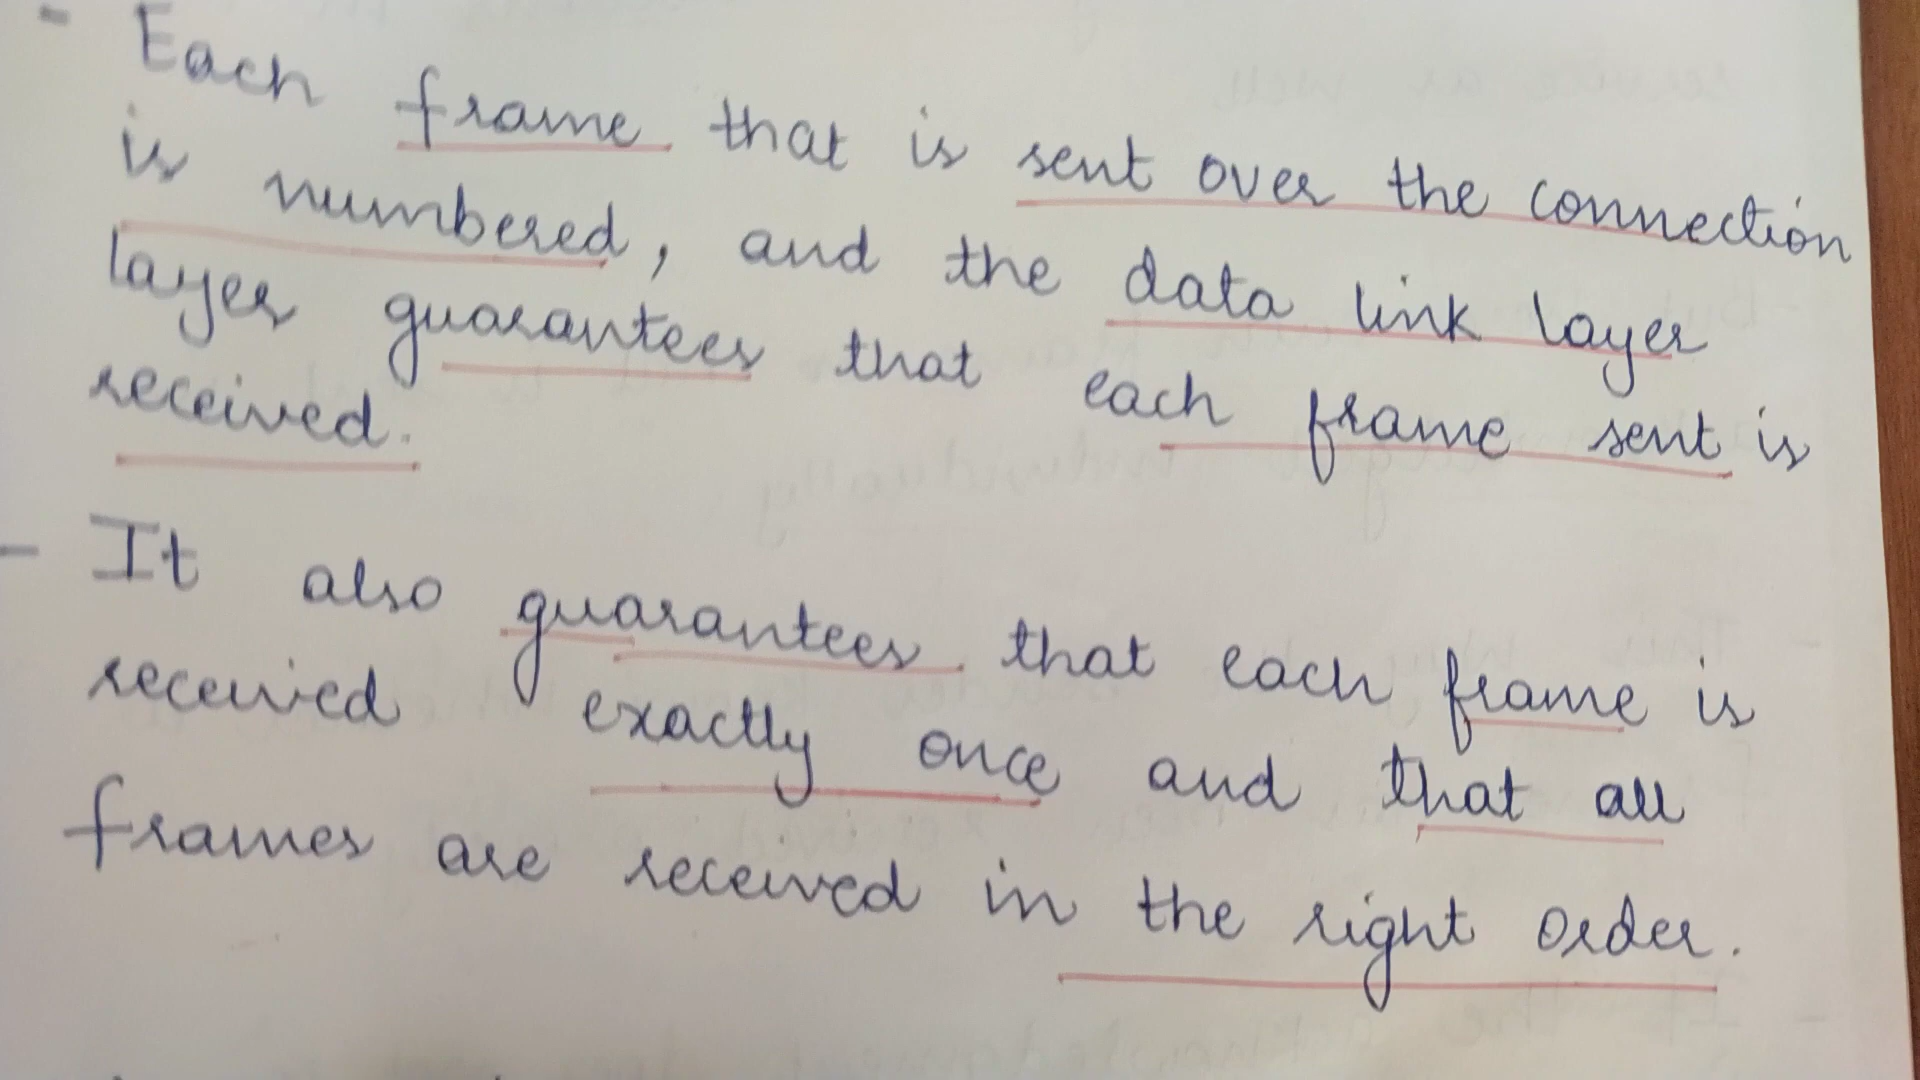 - Each frame that is sent over the connection
is numbered, and the data link layer
layer guarantees that each frame sent is
received.
- It also guarantees that each frame is
received exactly once and that all
frames are received in the right order.